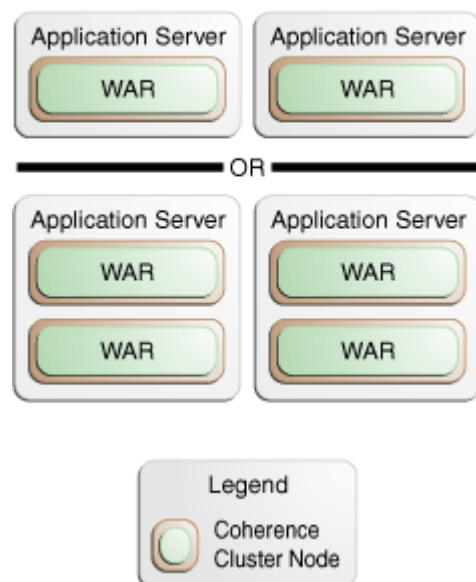 Application Server
Application Server
WAR
WAR
OR
Application Server
Application Server
WAR
WAR
WAR
WAR
Legend
Coherence
Cluster Node